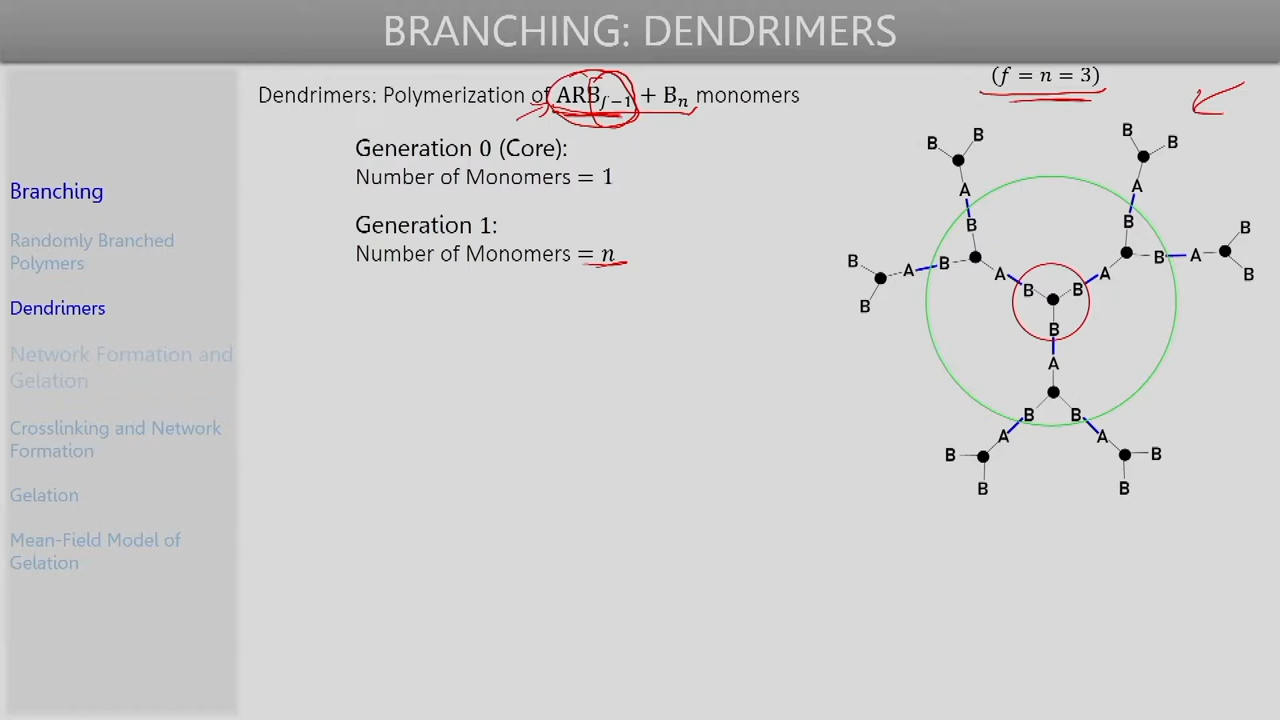 BRANCHING: DENDRIMERS
Branching
Randomly Branched
Polymers
Dendrimers
Network Formation and
Gelation
Crosslinking and Network
Formation
Gelation
Mean-Field Model of
Gelation
Dendrimers: Polymerization of ARB_{f−1} + B_n monomers
Generation 0 (Core):
Number of Monomers = 1
Generation 1:
Number of Monomers = n
(f = n = 3)
B B B B
A A
B B B B
B A B A A B A B
B B B B
B
A
B B
A A
B B
B B